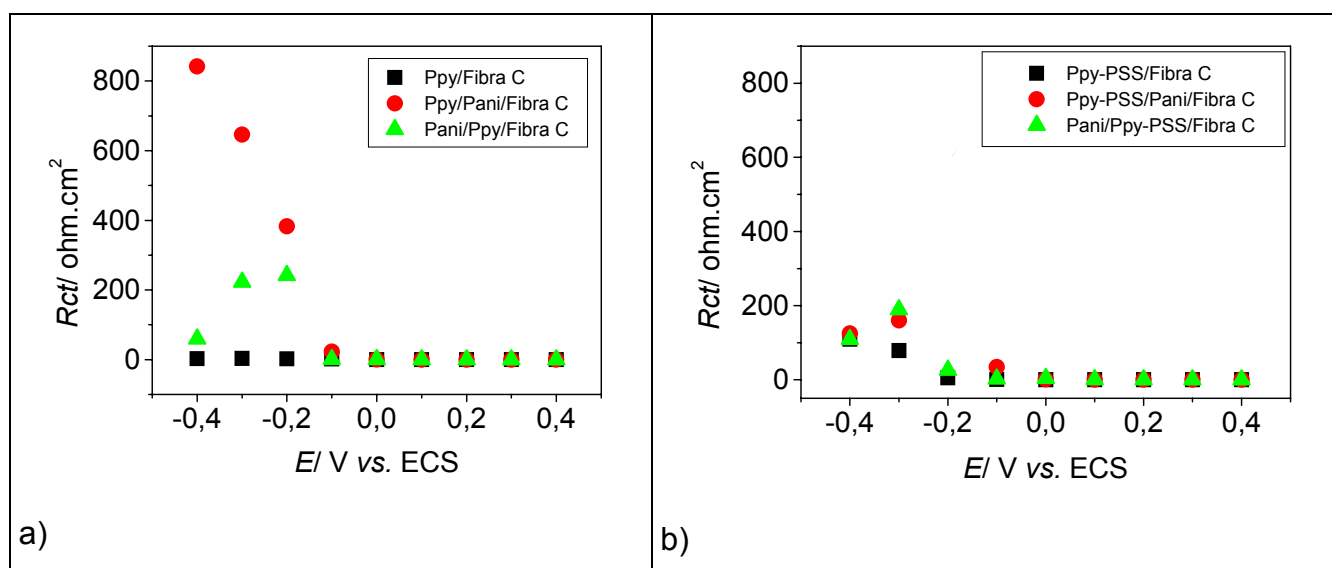 800
600
400
200
0
Rct/ ohm.cm²
Ppy/Fibra C
Ppy/Pani/Fibra C
Pani/Ppy/Fibra C
-0,4 -0,2 0,0 0,2 0,4
E/ V vs. ECS
a)
800
600
400
200
0
Rct/ ohm.cm²
Ppy-PSS/Fibra C
Ppy-PSS/Pani/Fibra C
Pani/Ppy-PSS/Fibra C
-0,4 -0,2 0,0 0,2 0,4
E/ V vs. ECS
b)